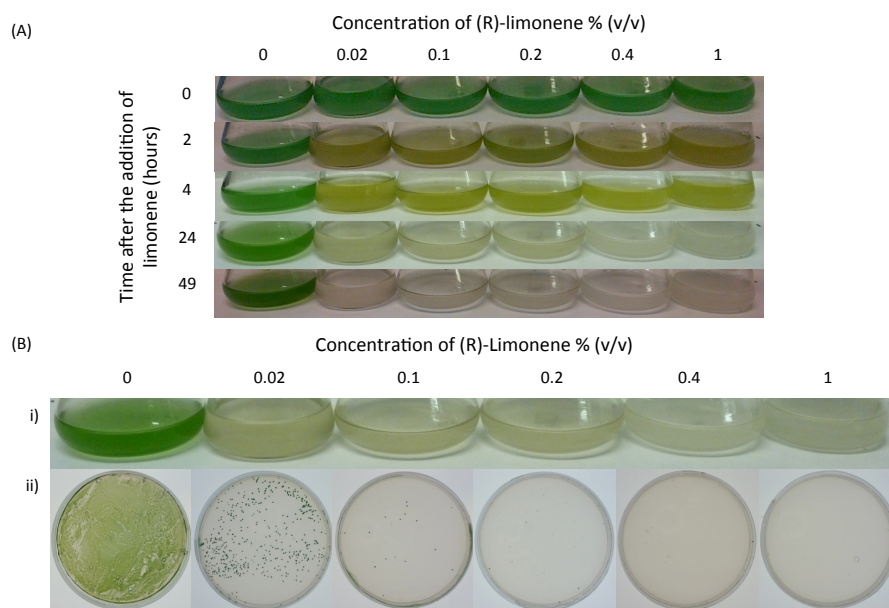 (A)
Concentration of (R)-limonene % (v/v)
0 0.02 0.1 0.2 0.4 1
Time after the addition of
limonene (hours)
0
2
4
24
49
(B)
Concentration of (R)-Limonene % (v/v)
0 0.02 0.1 0.2 0.4 1
i)
ii)